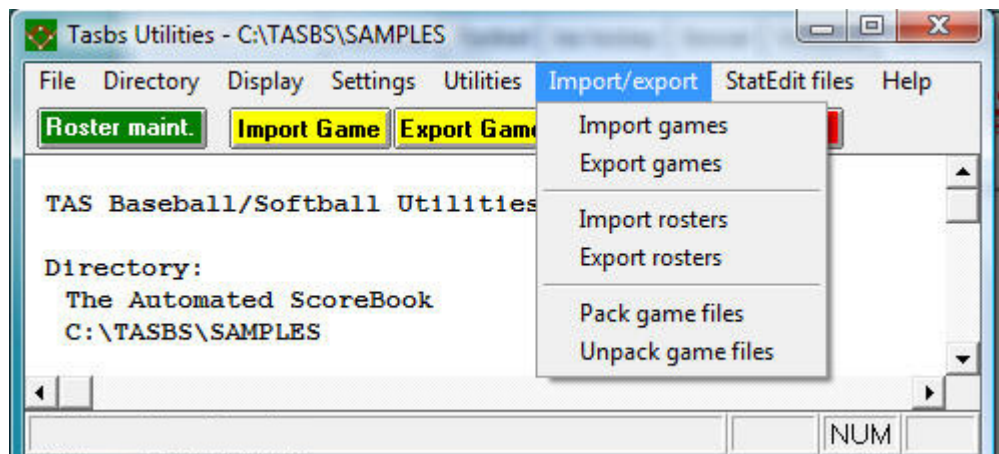 Tasbs Utilities - C:\TASBS\SAMPLES
File Directory Display Settings Utilities Import/export StatEdit files Help
Roster maint. Import Game Export Gam
Import games
Export games
Import rosters
Export rosters
Pack game files
Unpack game files
TAS Baseball/Softball Utilities
Directory:
The Automated ScoreBook
C:\TASBS\SAMPLES
NUM